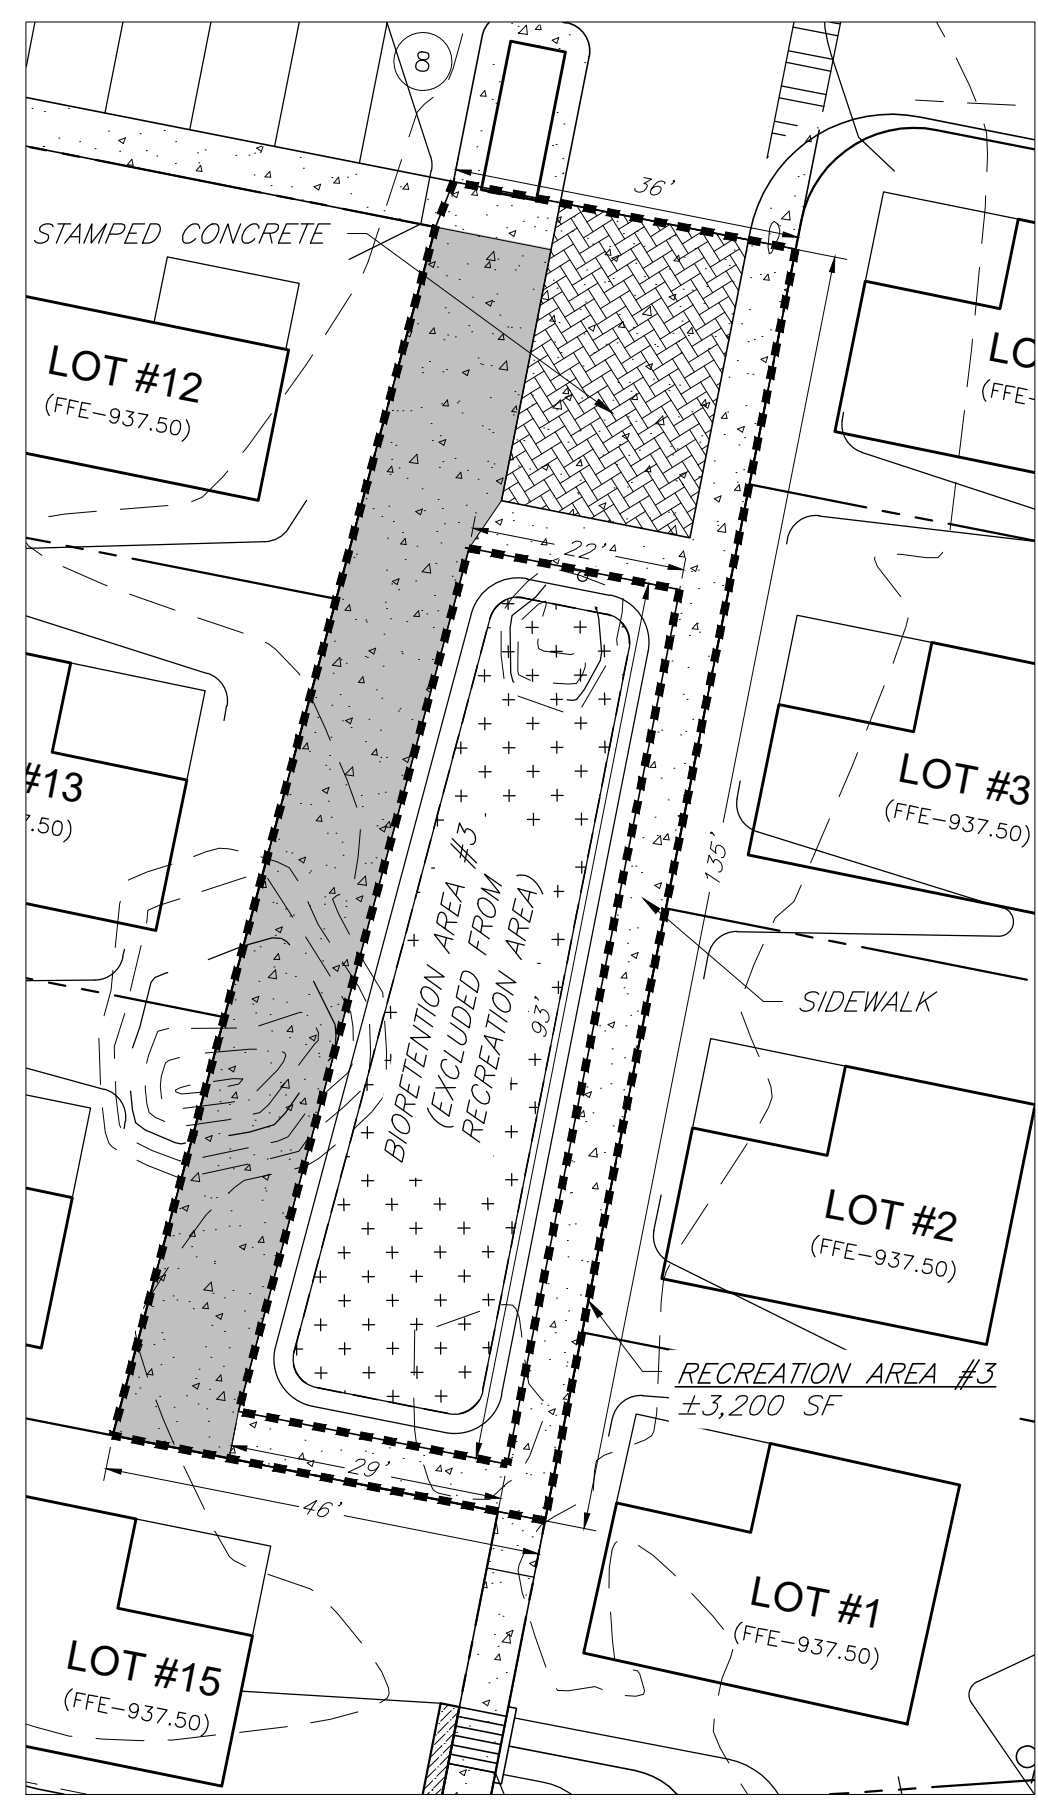 8
36'
STAMPED CONCRETE
LOT #12
(FFE-937.50)
LO
(FFE-
22'
LOT #3
(FFE-937.50)
#13
7.50)
135'
BIORETENTION AREA #3
(EXCLUDED FROM
RECREATION AREA)
93'
SIDEWALK
LOT #2
(FFE-937.50)
RECREATION AREA #3
±3,200 SF
29'
46'
LOT #1
(FFE-937.50)
LOT #15
(FFE-937.50)